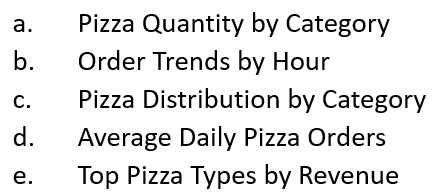 a. Pizza Quantity by Category
b. Order Trends by Hour
c. Pizza Distribution by Category
d. Average Daily Pizza Orders
e. Top Pizza Types by Revenue